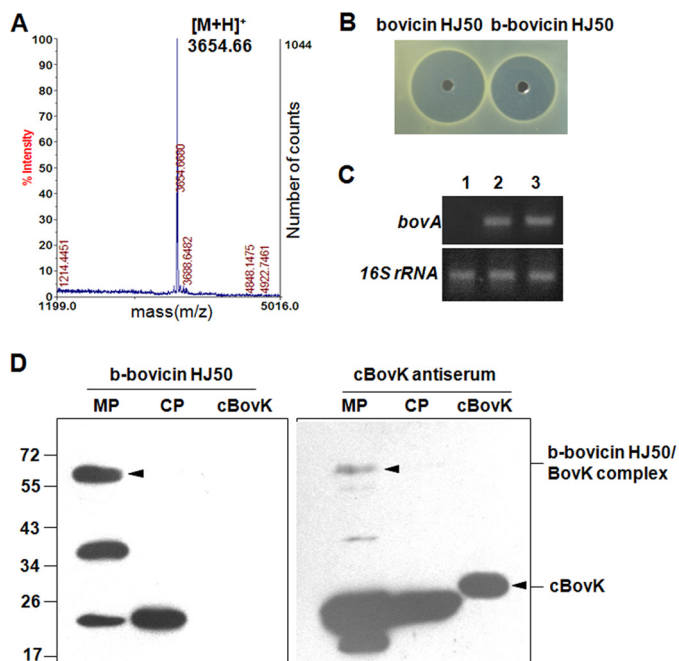 A
[M+H]+
3654.66
100
90
80
70
60
50
40
30
20
10
0
% Intensity
1044
Number of counts
1214.4451
3654.6680
3688.6482
4848.1475
4922.7461
1199.0
mass(m/z)
5016.0
B
bovicin HJ50 b-bovicin HJ50
C
1 2 3
bovA
16S rRNA
D
b-bovicin HJ50
MP CP cBovK
cBovK antiserum
MP CP cBovK
72
55
43
34
26
17
b-bovicin HJ50/
BovK complex
cBovK